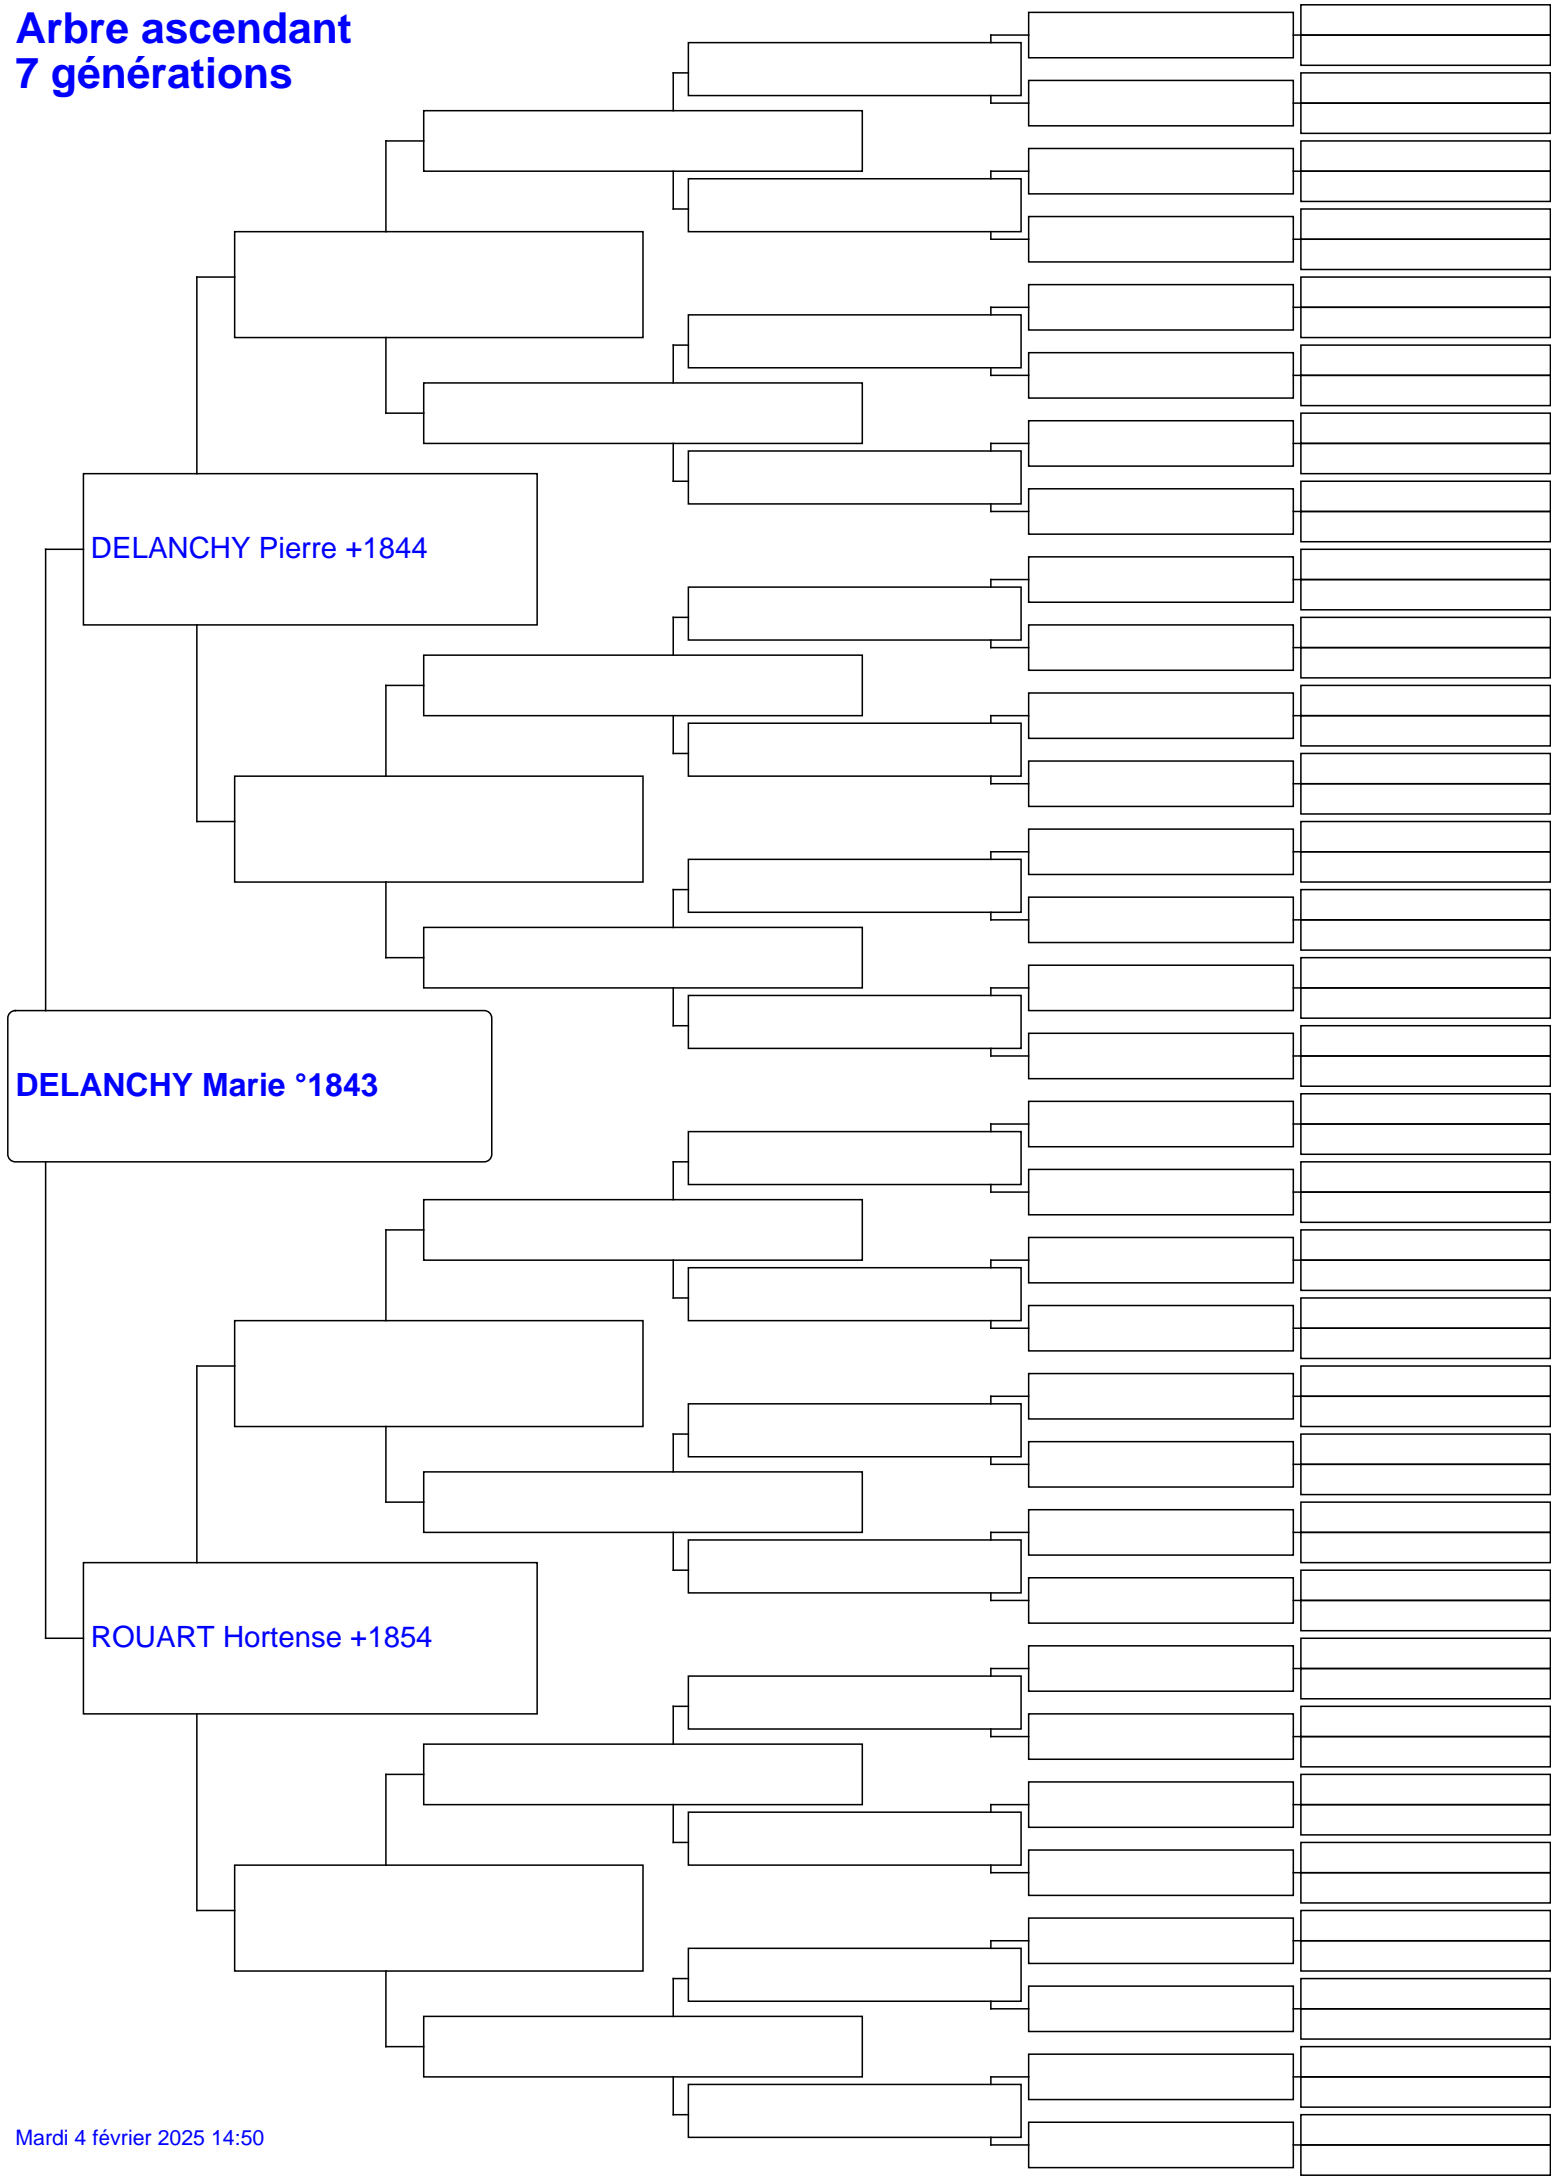 Arbre ascendant
7 générations
DELANCHY Pierre +1844
DELANCHY Marie °1843
ROUART Hortense +1854
Mardi 4 février 2025 14:50